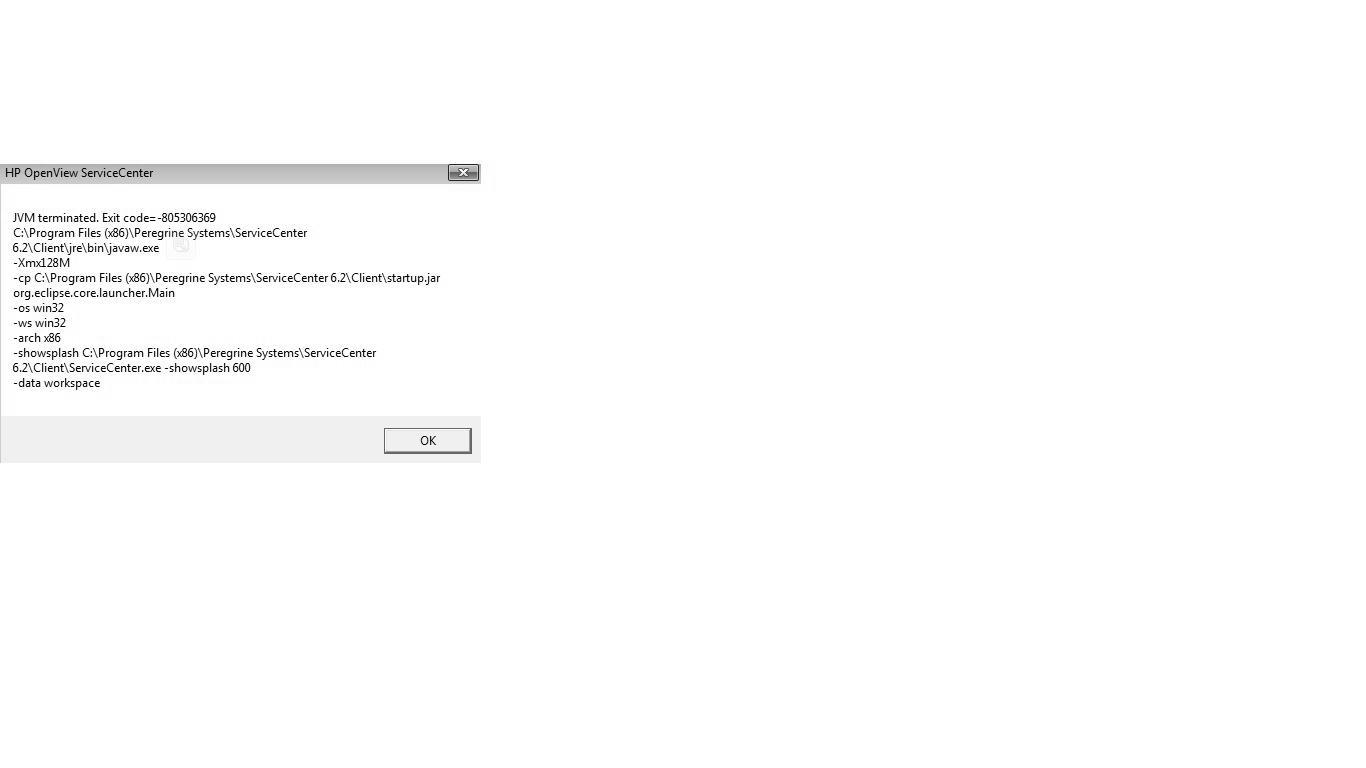 HP OpenView ServiceCenter
JVM terminated. Exit code=-805306369
C:\Program Files (x86)\Peregrine Systems\ServiceCenter
6.2\Client\jre\bin\javaw.exe
-Xmx128M
-cp C:\Program Files (x86)\Peregrine Systems\ServiceCenter 6.2\Client\startup.jar
org.eclipse.core.launcher.Main
-os win32
-ws win32
-arch x86
-showsplash C:\Program Files (x86)\Peregrine Systems\ServiceCenter
6.2\Client\ServiceCenter.exe -showsplash 600
-data workspace
OK